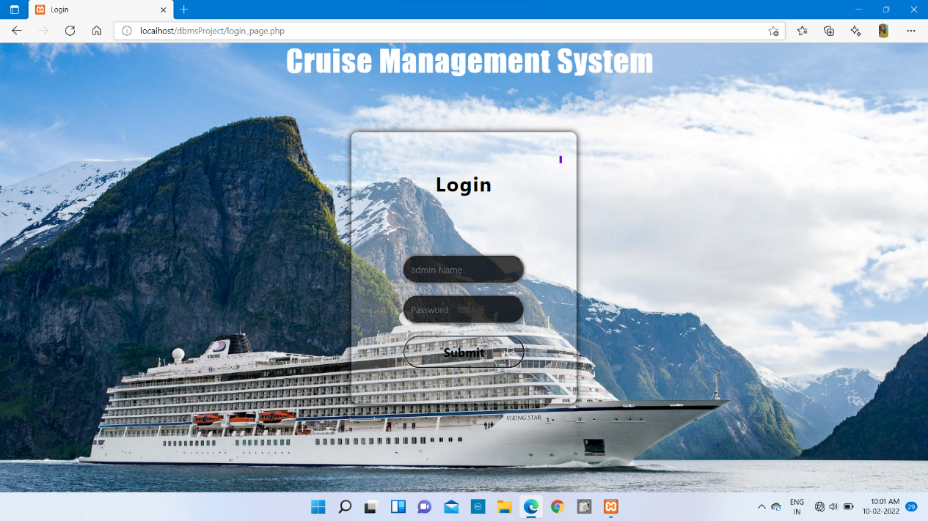 Login
localhost/dbmsProject/login_page.php
Cruise Management System
Login
admin Name
Password
Submit
VIKING
VIKING STAR
ENG
IN
10:01 AM
10-02-2022
29